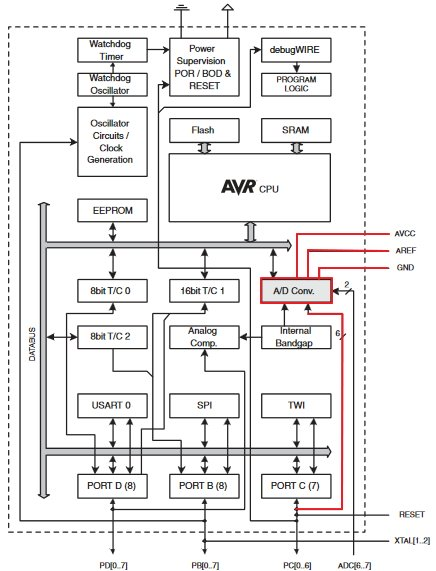 Watchdog
Timer
Power
Supervision
POR / BOD &
RESET
debugWIRE
Watchdog
Oscillator
PROGRAM
LOGIC
Oscillator
Circuits /
Clock
Generation
Flash
SRAM
AVR CPU
EEPROM
AVCC
AREF
GND
8bit T/C 0
16bit T/C 1
A/D Conv.
2
DATABUS
8bit T/C 2
Analog
Comp.
Internal
Bandgap
6
USART 0
SPI
TWI
PORT D (8)
PORT B (8)
PORT C (7)
RESET
XTAL[1..2]
PD[0..7]
PB[0..7]
PC[0..6]
ADC[6..7]